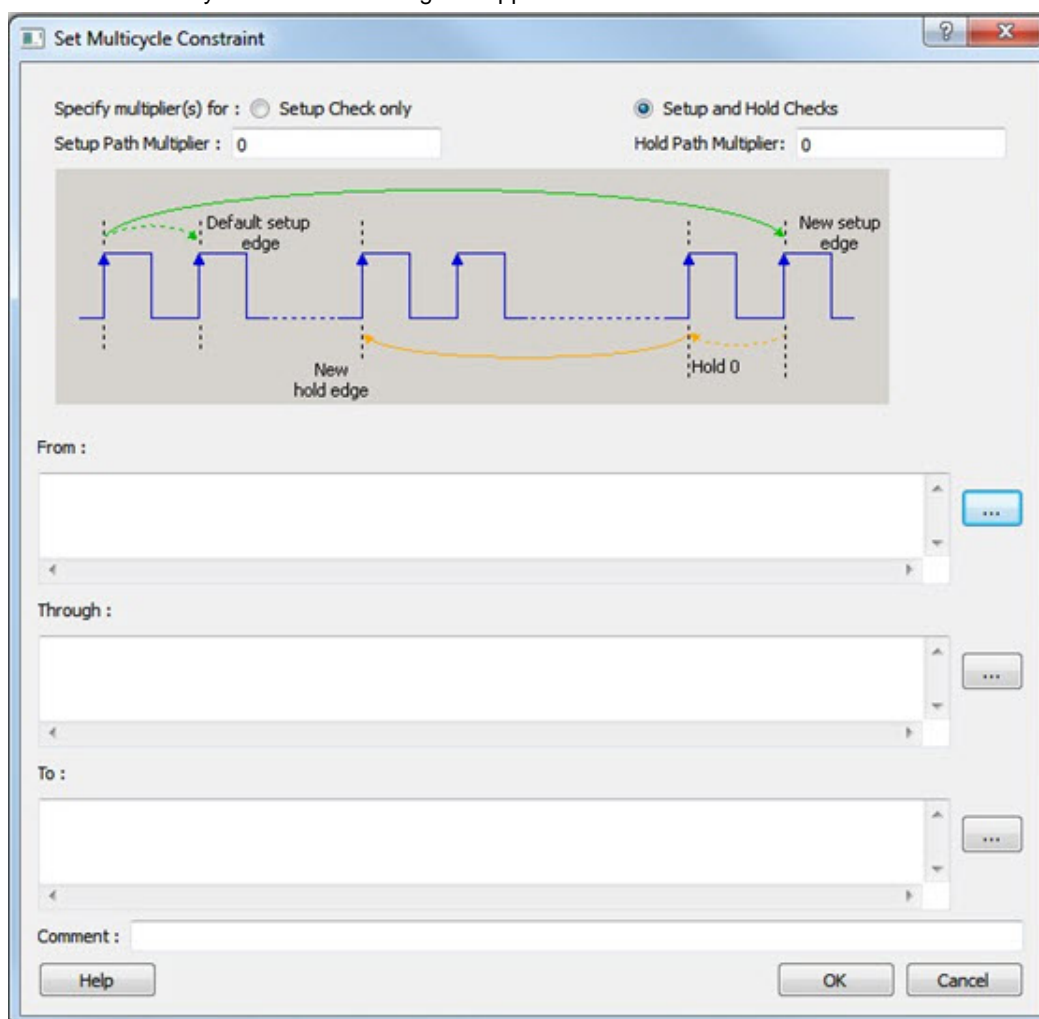 Set Multicycle Constraint
Specify multiplier(s) for : Setup Check only Setup and Hold Checks
Setup Path Multiplier : 0 Hold Path Multiplier: 0
Default setup
edge
New setup
edge
New
hold edge
Hold 0
From :
...
Through :
...
To :
...
Comment :
Help OK Cancel